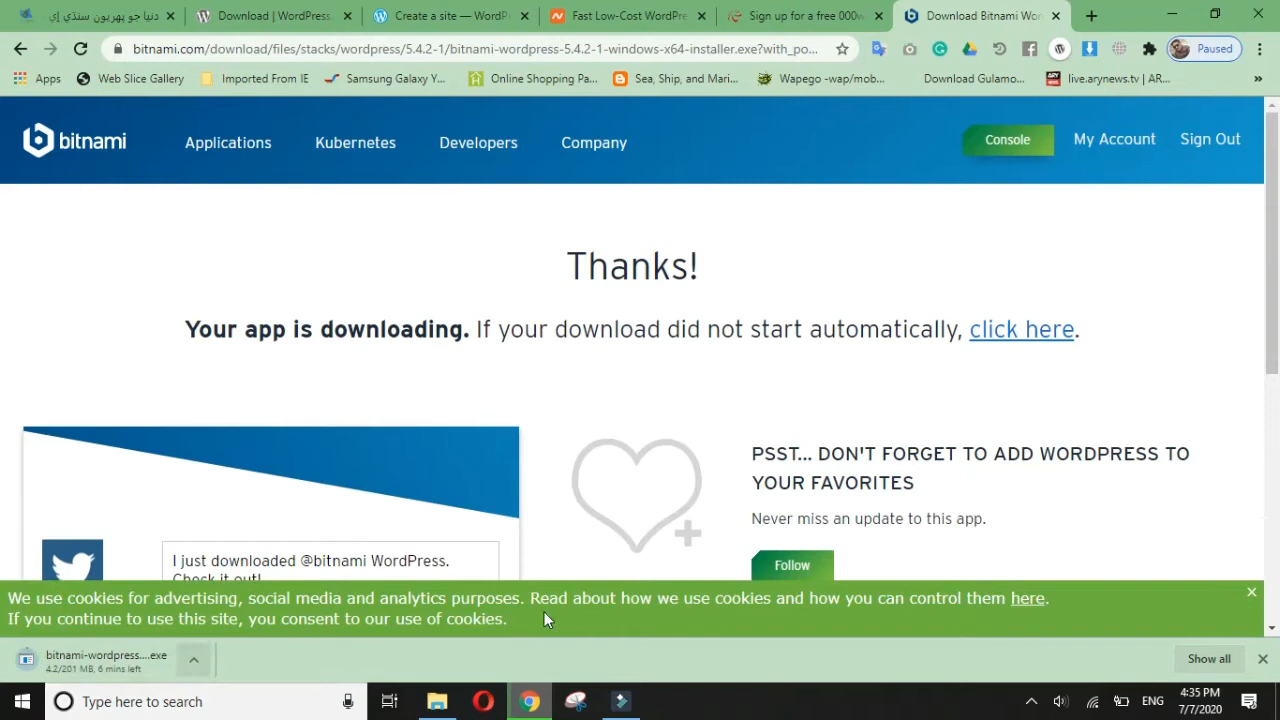 دنيا جو پهريون سنڌي اي
Download | WordPress.
Create a site — WordP
Fast Low-Cost WordPre
Sign up for a free 000w
Download Bitnami Wor
bitnami.com/download/files/stacks/wordpress/5.4.2-1/bitnami-wordpress-5.4.2-1-windows-x64-installer.exe?with_po...
Paused
Apps
Web Slice Gallery
Imported From IE
Samsung Galaxy Y...
Online Shopping Pa...
Sea, Ship, and Mari...
Wapego -wap/mob...
Download Gulamo...
live.arynews.tv | AR...
»
bitnami
Applications
Kubernetes
Developers
Company
Console
My Account
Sign Out
Thanks!
Your app is downloading. If your download did not start automatically, click here.
PSST... DON'T FORGET TO ADD WORDPRESS TO
YOUR FAVORITES
Never miss an update to this app.
Follow
I just downloaded @bitnami WordPress.
Check it out!
We use cookies for advertising, social media and analytics purposes. Read about how we use cookies and how you can control them here.
If you continue to use this site, you consent to our use of cookies.
bitnami-wordpress....exe
4.2/201 MB, 6 mins left
Show all
Type here to search
ENG
4:35 PM
7/7/2020